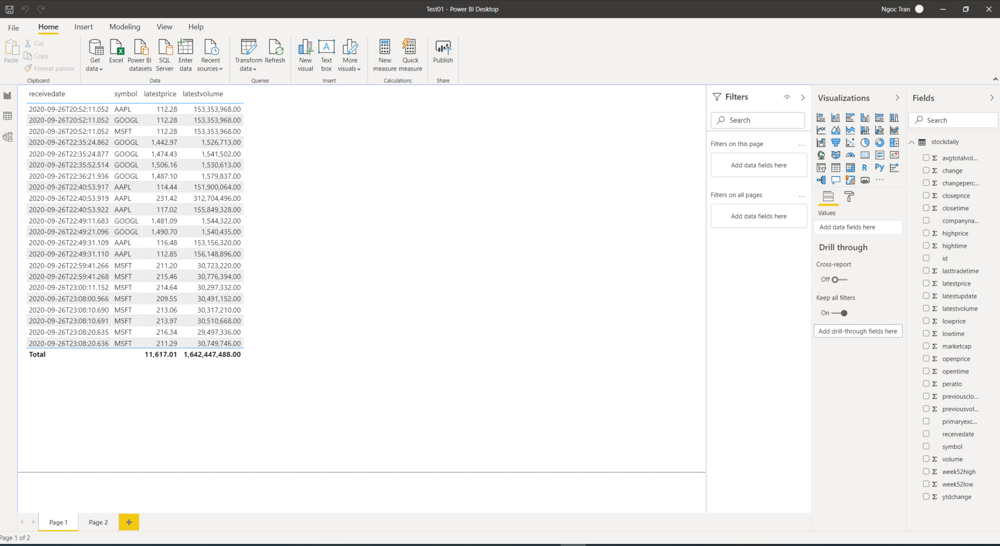 Test01 - Power BI Desktop
Ngoc Tran
File Home Insert Modeling View Help
Paste
Cut
Copy
Format painter
Clipboard
Get data
Excel
Power BI datasets
SQL Server
Enter data
Recent sources
Data
Transform data
Refresh
Queries
New visual
Text box
More visuals
Insert
New measure
Quick measure
Calculations
Publish
Share
receivedate symbol latestprice latestvolume
2020-09-26T20:52:11.052 AAPL 112.28 153,353,968.00
2020-09-26T20:52:11.052 GOOGL 112.28 153,353,968.00
2020-09-26T20:52:11.052 MSFT 112.28 153,353,968.00
2020-09-26T22:35:24.862 GOOGL 1,442.97 1,526,713.00
2020-09-26T22:35:24.877 GOOGL 1,474.43 1,541,502.00
2020-09-26T22:35:52.514 GOOGL 1,506.16 1,530,613.00
2020-09-26T22:36:21.936 GOOGL 1,487.10 1,579,837.00
2020-09-26T22:40:53.917 AAPL 114.44 151,900,064.00
2020-09-26T22:40:53.919 AAPL 231.42 312,704,496.00
2020-09-26T22:40:53.922 AAPL 117.02 155,849,328.00
2020-09-26T22:49:11.683 GOOGL 1,481.09 1,544,322.00
2020-09-26T22:49:21.096 GOOGL 1,490.70 1,540,435.00
2020-09-26T22:49:31.109 AAPL 116.48 153,156,320.00
2020-09-26T22:49:31.110 AAPL 112.85 156,148,896.00
2020-09-26T22:59:41.266 MSFT 211.20 30,723,220.00
2020-09-26T22:59:41.268 MSFT 215.46 30,776,394.00
2020-09-26T23:00:11.152 MSFT 214.64 30,297,332.00
2020-09-26T23:08:00.966 MSFT 209.55 30,491,152.00
2020-09-26T23:08:10.690 MSFT 213.06 30,317,210.00
2020-09-26T23:08:10.691 MSFT 213.97 30,510,668.00
2020-09-26T23:08:20.635 MSFT 216.34 29,497,336.00
2020-09-26T23:08:20.636 MSFT 211.29 30,749,746.00
Total 11,617.01 1,642,447,488.00
Filters
Search
Filters on this page ...
Add data fields here
Filters on all pages ...
Add data fields here
Visualizations
123
R Py
...
Values
Add data fields here
Drill through
Cross-report
Off
Keep all filters
On
Add drill-through fields here
Fields
Search
stockdaily
Σ avgtotalvol...
Σ change
Σ changeperc...
Σ closeprice
Σ closetime
companyna...
Σ highprice
Σ hightime
id
Σ lasttradetime
Σ latestprice
Σ latestupdate
Σ latestvolume
Σ lowprice
Σ lowtime
Σ marketcap
Σ openprice
Σ opentime
Σ peratio
Σ previousclo...
Σ previousvol...
primaryexc...
receivedate
symbol
Σ volume
Σ week52high
Σ week52low
Σ ytdchange
Page 1 Page 2 +
Page 1 of 2